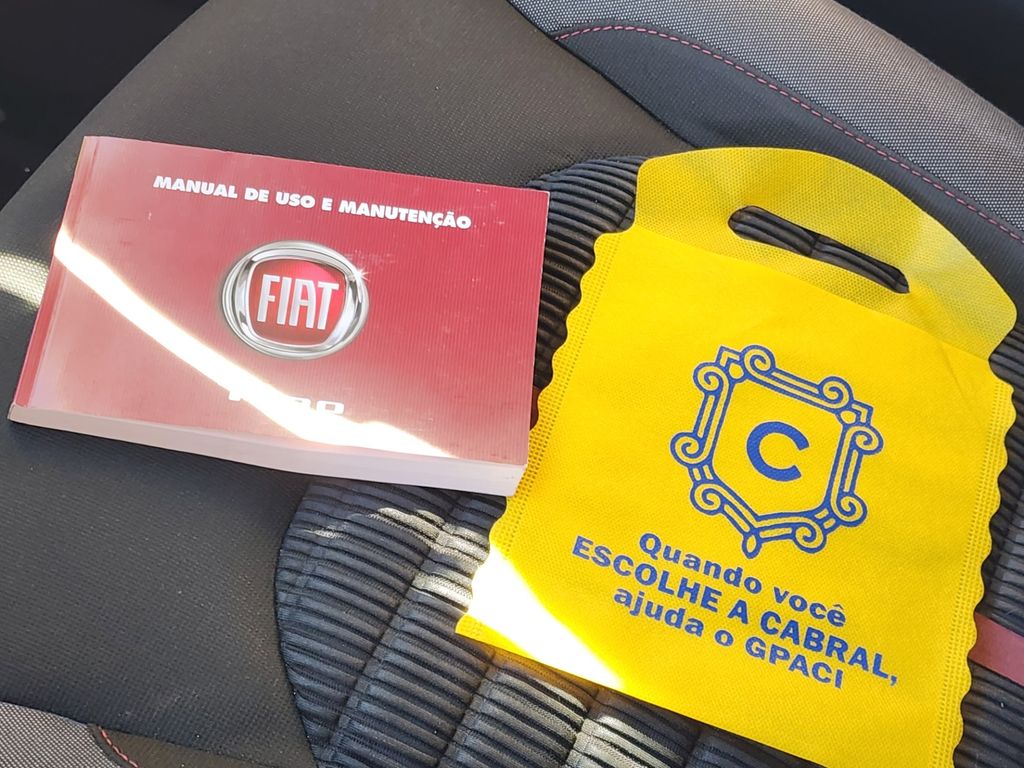 MANUAL DE USO E MANUTENÇÃO
FIAT
C
Quando você
ESCOLHE A CABRAL,
ajuda o GPACI